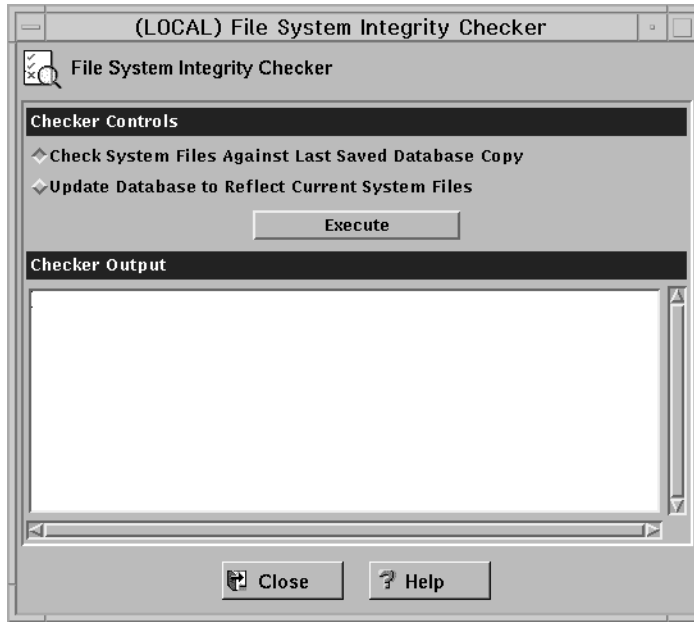 (LOCAL) File System Integrity Checker
File System Integrity Checker
Checker Controls
Check System Files Against Last Saved Database Copy
Update Database to Reflect Current System Files
Execute
Checker Output
Close
Help